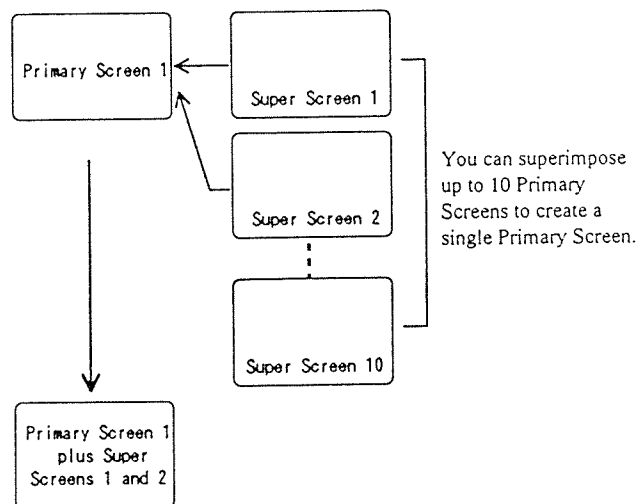 Primary Screen 1
Super Screen 1
Super Screen 2
Super Screen 10
You can superimpose
up to 10 Primary
Screens to create a
single Primary Screen.
Primary Screen 1
plus Super
Screens 1 and 2